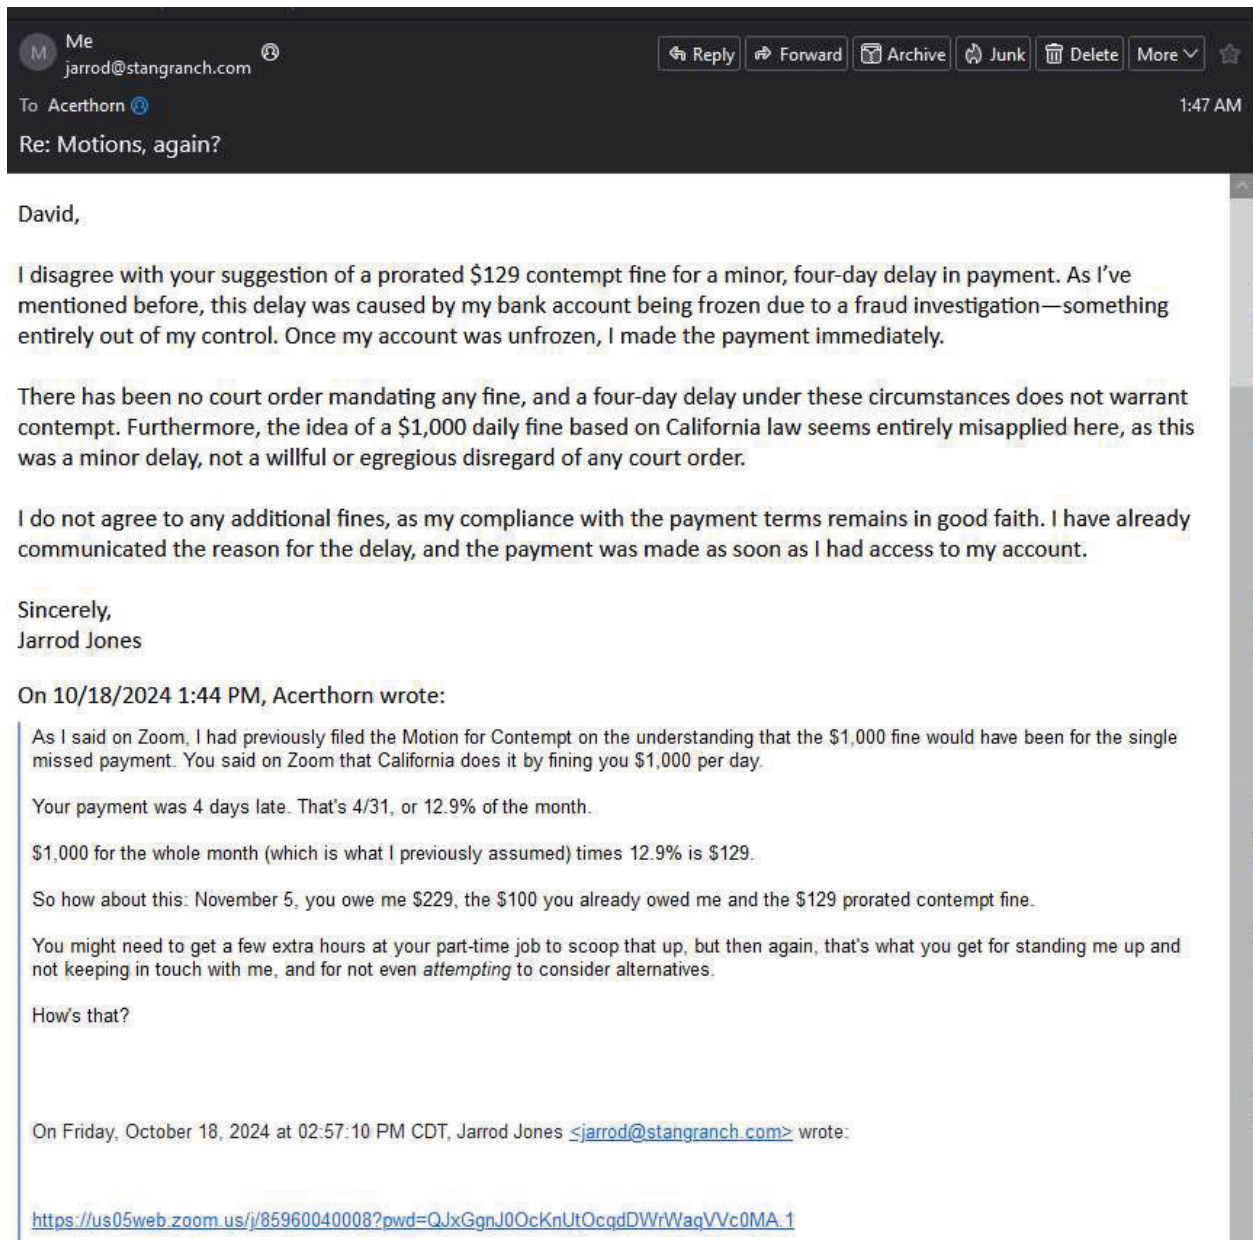 M
Me
jarrod@stangranch.com
Reply Forward Archive Junk Delete More
To Acerthorn
1:47 AM
Re: Motions, again?
David,
I disagree with your suggestion of a prorated $129 contempt fine for a minor, four-day delay in payment. As I’ve
mentioned before, this delay was caused by my bank account being frozen due to a fraud investigation—something
entirely out of my control. Once my account was unfrozen, I made the payment immediately.
There has been no court order mandating any fine, and a four-day delay under these circumstances does not warrant
contempt. Furthermore, the idea of a $1,000 daily fine based on California law seems entirely misapplied here, as this
was a minor delay, not a willful or egregious disregard of any court order.
I do not agree to any additional fines, as my compliance with the payment terms remains in good faith. I have already
communicated the reason for the delay, and the payment was made as soon as I had access to my account.
Sincerely,
Jarrod Jones
On 10/18/2024 1:44 PM, Acerthorn wrote:
As I said on Zoom, I had previously filed the Motion for Contempt on the understanding that the $1,000 fine would have been for the single
missed payment. You said on Zoom that California does it by fining you $1,000 per day.
Your payment was 4 days late. That's 4/31, or 12.9% of the month.
$1,000 for the whole month (which is what I previously assumed) times 12.9% is $129.
So how about this: November 5, you owe me $229, the $100 you already owed me and the $129 prorated contempt fine.
You might need to get a few extra hours at your part-time job to scoop that up, but then again, that's what you get for standing me up and
not keeping in touch with me, and for not even attempting to consider alternatives.
How's that?
On Friday, October 18, 2024 at 02:57:10 PM CDT, Jarrod Jones <jarrod@stangranch.com> wrote:
https://us05web.zoom.us/j/85960040008?pwd=QJxGgnJ0OcKnUtOcqdDWrWaqVVc0MA.1